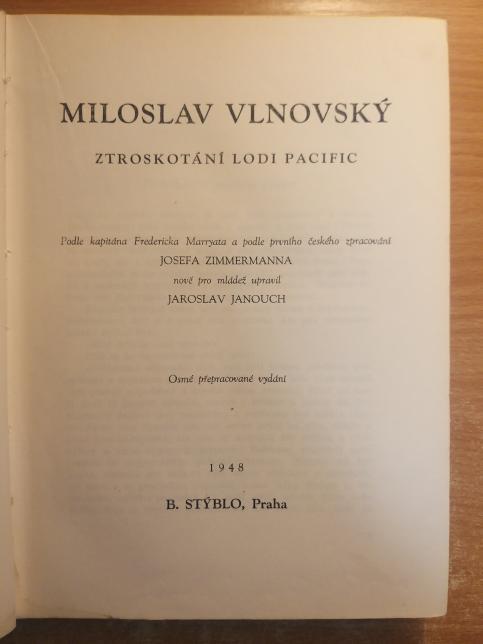 MILOSLAV VLNOVSKÝ
ZTROSKOTÁNÍ LODI PACIFIC
Podle kapitána Fredericka Marryata a podle prvního českého zpracování
JOSEFA ZIMMERMANNA
nově pro mládež upravil
JAROSLAV JANOUCH
Osmé přepracované vydání
1948
B. STÝBLO, Praha